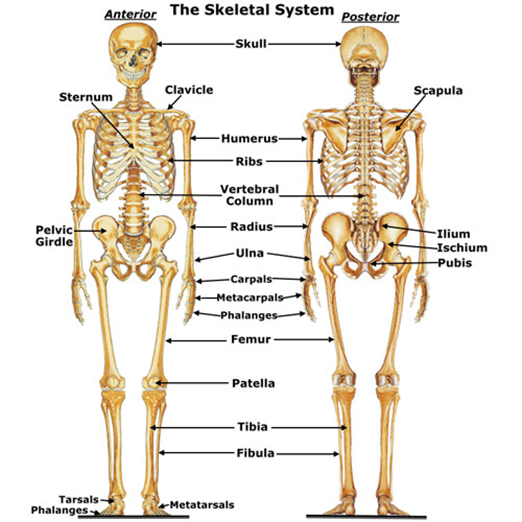 The Skeletal System
Anterior
Posterior
Skull
Sternum
Clavicle
Scapula
Humerus
Ribs
Vertebral
Column
Pelvic
Girdle
Radius
Ilium
Ischium
Pubis
Ulna
Carpals
Metacarpals
Phalanges
Femur
Patella
Tibia
Fibula
Tarsals
Phalanges
Metatarsals